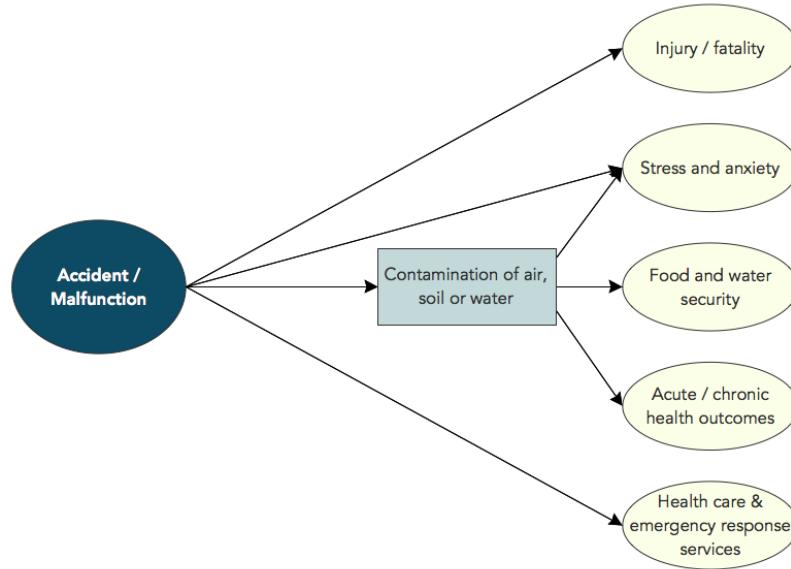 Injury / fatality
Stress and anxiety
Accident /
Malfunction
Contamination of air,
soil or water
Food and water
security
Acute / chronic
health outcomes
Health care &
emergency response
services